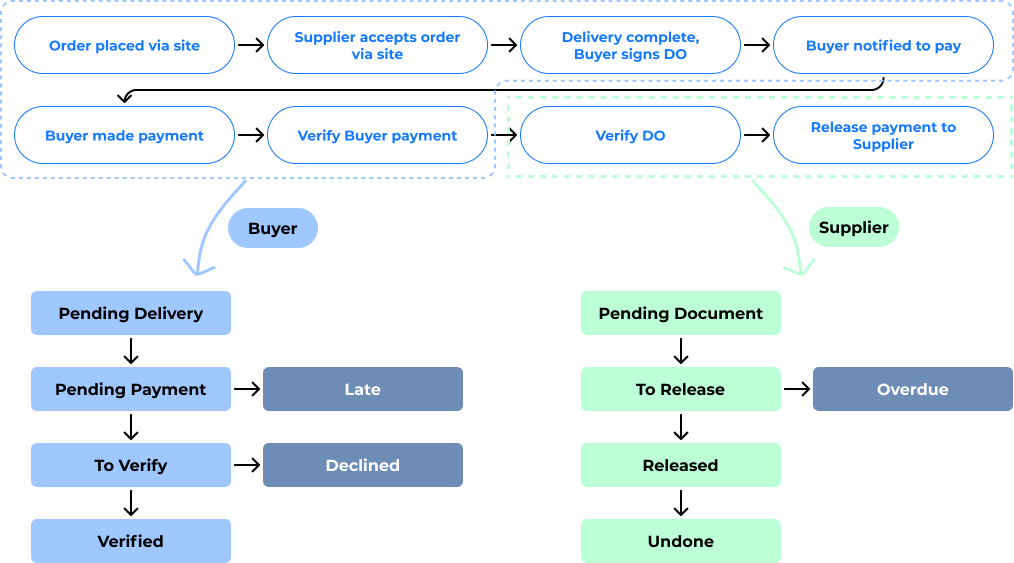 Order placed via site
Supplier accepts order
via site
Delivery complete,
Buyer signs DO
Buyer notified to pay
Buyer made payment
Verify Buyer payment
Verify DO
Release payment to
Supplier
Buyer
Supplier
Pending Delivery
Pending Payment
Late
To Verify
Declined
Verified
Pending Document
To Release
Overdue
Released
Undone